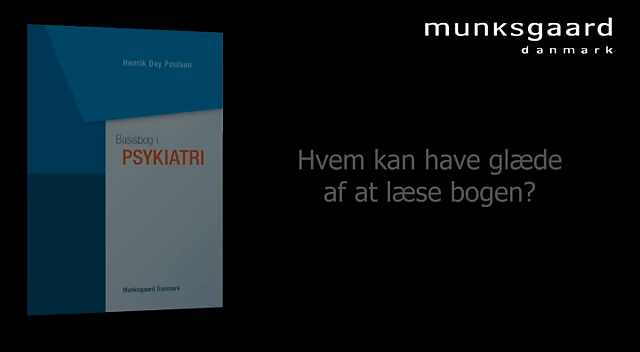 munksgaard
danmark
Henrik Day Poulsen
Basisbog i
PSYKIATRI
Munksgaard Danmark
Hvem kan have glæde
af at læse bogen?